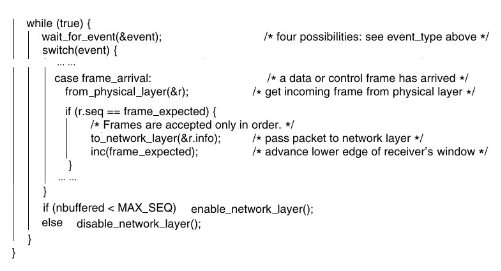 while (true) {
wait_for_event(&event); /* four possibilities: see event_type above */
switch(event) {
... ...
case frame_arrival: /* a data or control frame has arrived */
from_physical_layer(&r); /* get incoming frame from physical layer */
if (r.seq == frame_expected) {
/* Frames are accepted only in order. */
to_network_layer(&r.info); /* pass packet to network layer */
inc(frame_expected); /* advance lower edge of receiver's window */
}
... ...
}
if (nbuffered < MAX_SEQ) enable_network_layer();
else disable_network_layer();
}
}